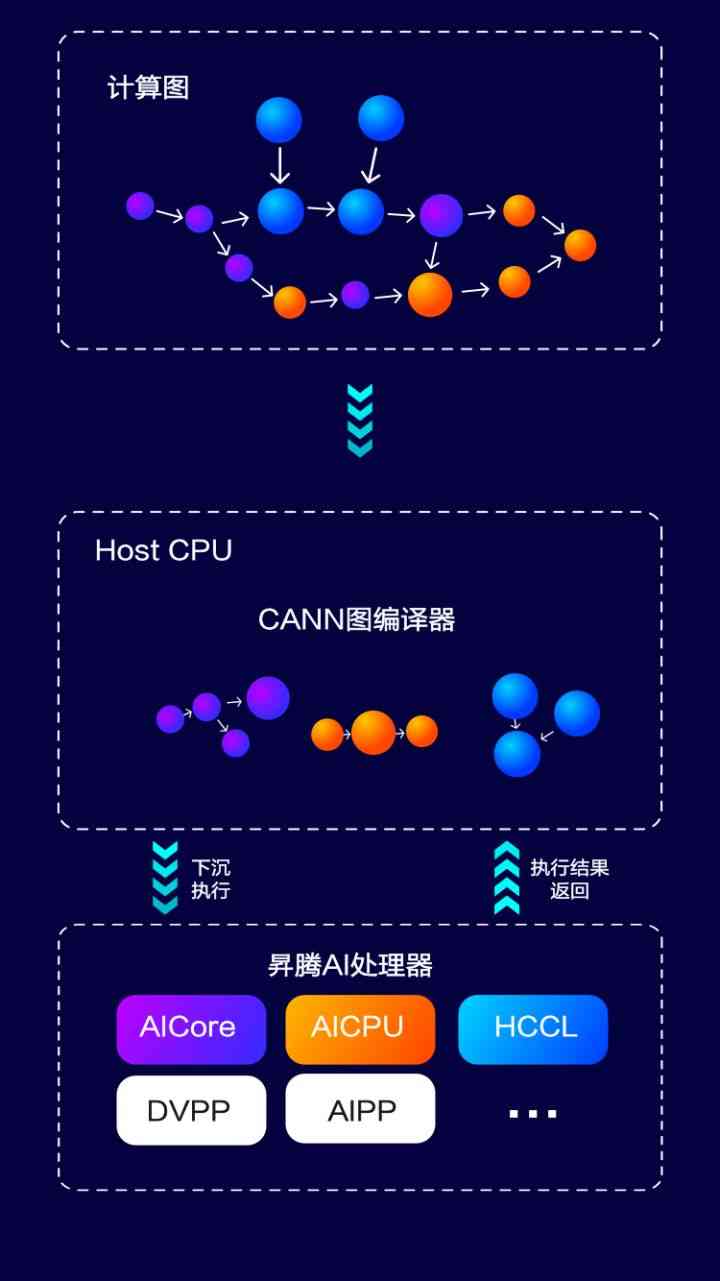 计算图
Host CPU
CANN图编译器
下沉
执行
执行结果
返回
昇腾AI处理器
AICore
AICPU
HCCL
DVPP
AIPP
...